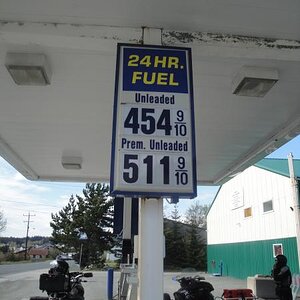 24 HR.
FUEL
Unleaded
454 9/10
Prem. Unleaded
511 9/10